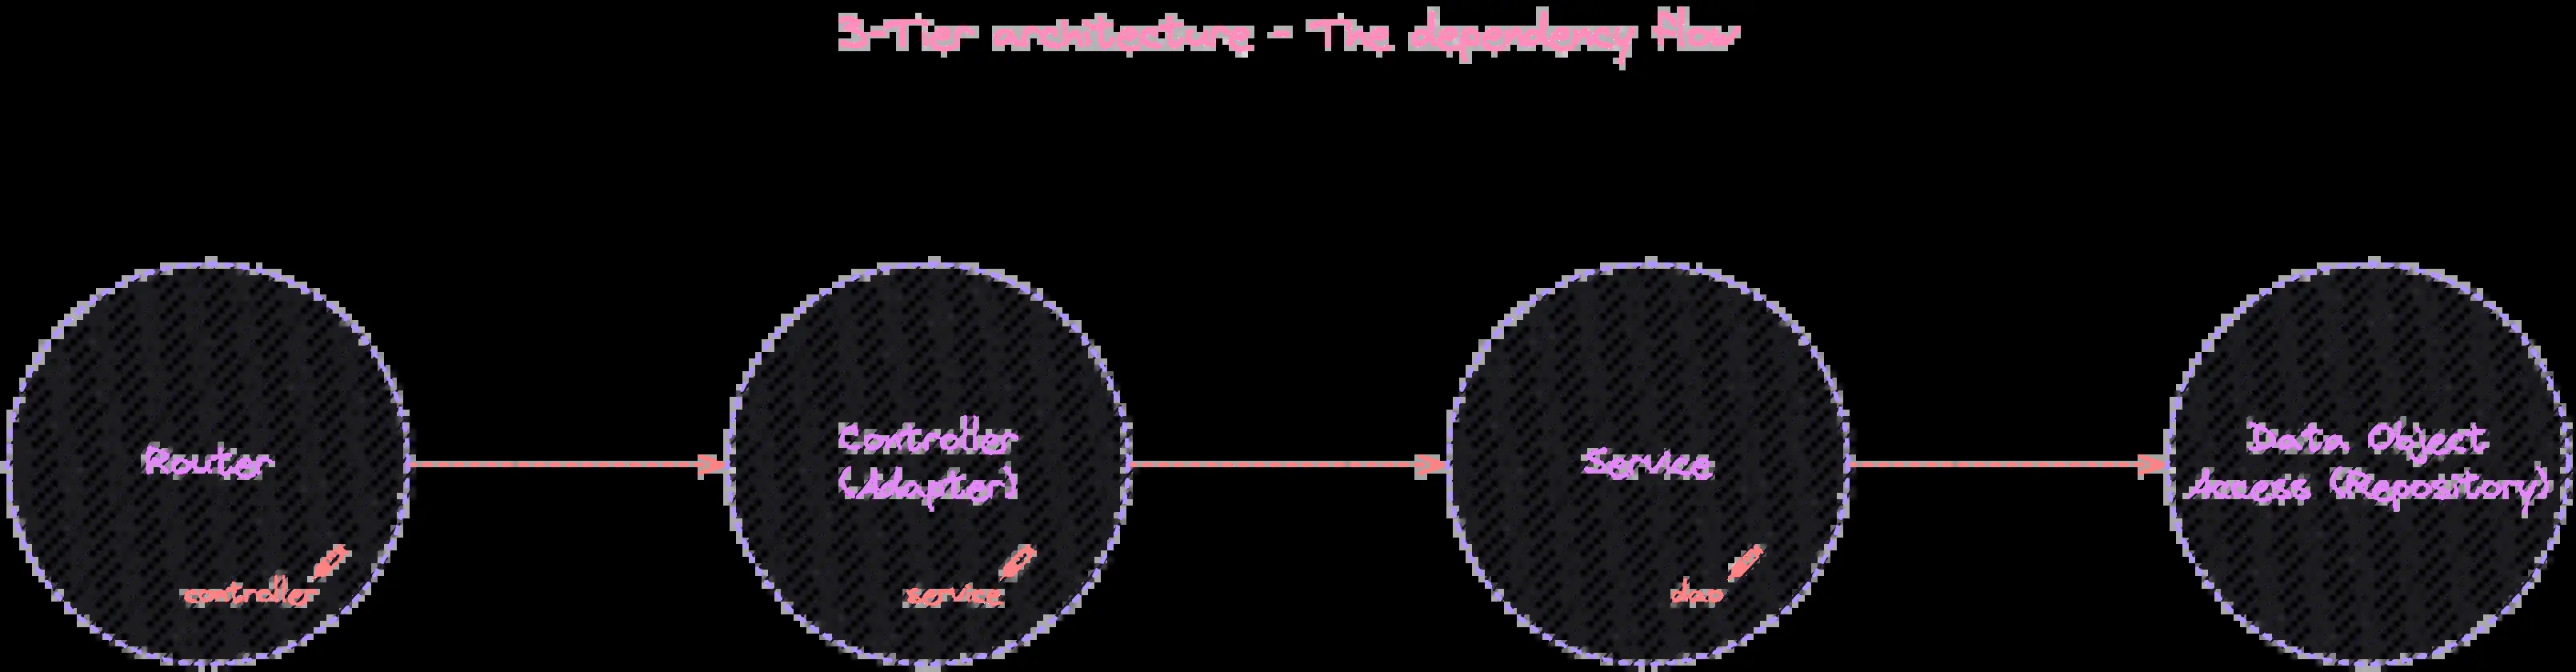 3-Tier architecture - The dependency flow
Router
controller
Controller
(Adapter)
service
Service
dao
Data Object
Access (Repository)